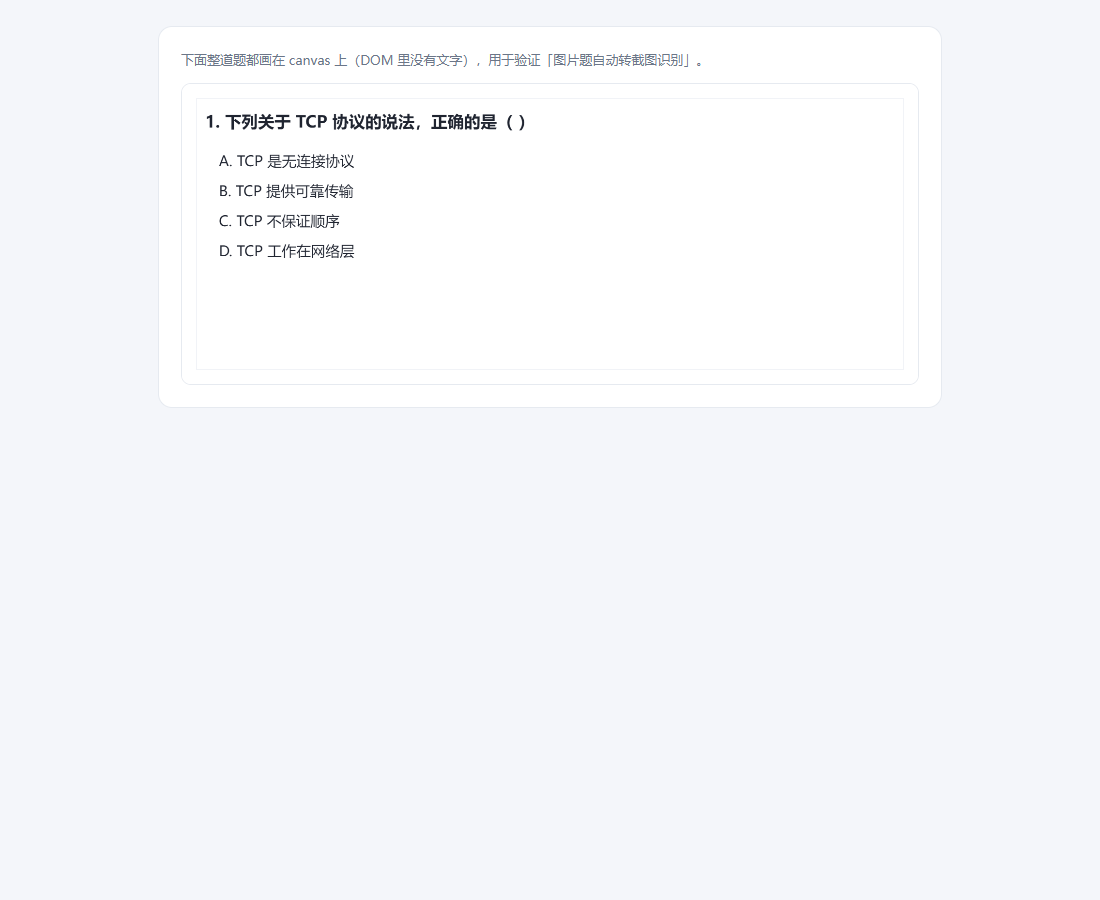 下面整道题都画在 canvas 上（DOM 里没有文字），用于验证「图片题自动转截图识别」。
1. 下列关于 TCP 协议的说法，正确的是（ ）
A. TCP 是无连接协议
B. TCP 提供可靠传输
C. TCP 不保证顺序
D. TCP 工作在网络层